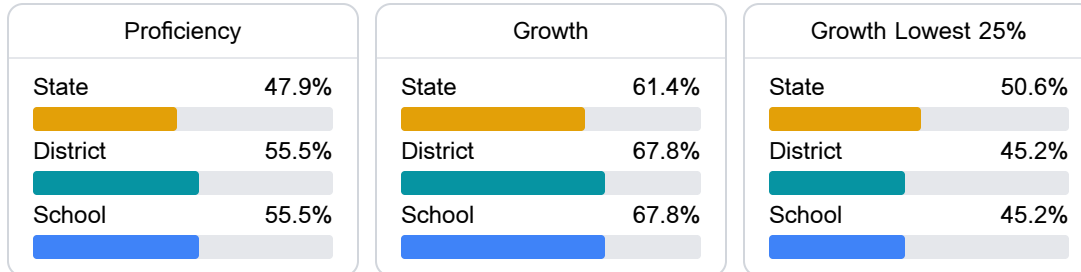 Proficiency
State 47.9%
District 55.5%
School 55.5%
Growth
State 61.4%
District 67.8%
School 67.8%
Growth Lowest 25%
State 50.6%
District 45.2%
School 45.2%